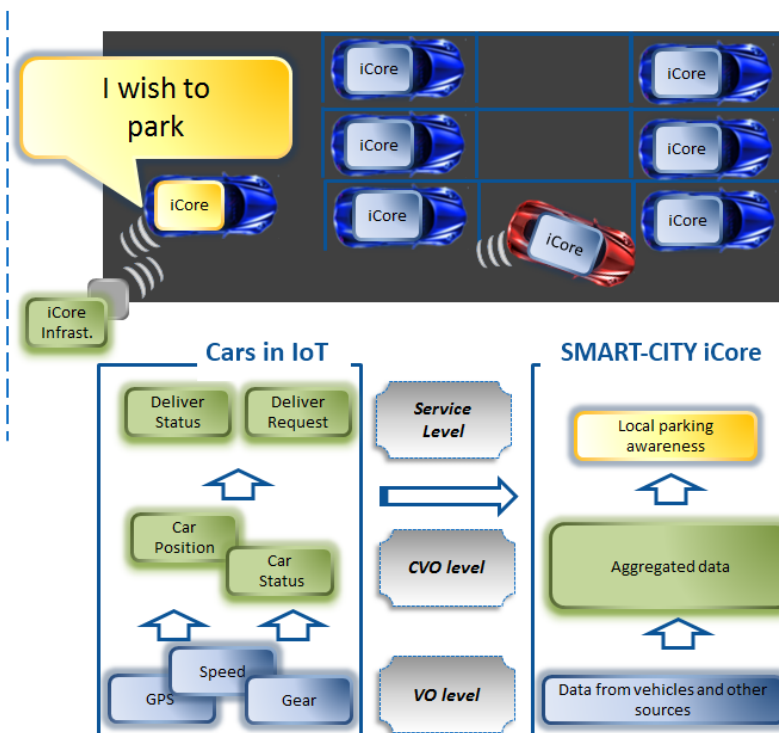 I wish to
park
iCore
iCore
iCore
iCore
iCore
iCore
iCore
iCore
iCore
iCore
Infrast.
Cars in IoT
SMART-CITY iCore
Deliver
Status
Deliver
Request
Service
Level
Local parking
awareness
Car
Position
Car
Status
CVO level
Aggregated data
Speed
GPS
Gear
VO level
Data from vehicles and other
sources